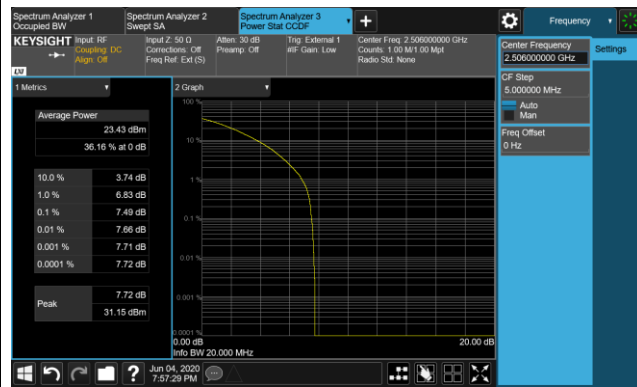 Spectrum Analyzer 1
Occupied BW
Spectrum Analyzer 2
Swept SA
Spectrum Analyzer 3
Power Stat CCDF
Frequency
KEYSIGHT
Input: RF
Coupling: DC
Align: Off
Input Z: 50 Ω
Corrections: Off
Freq Ref: Ext (S)
Atten: 30 dB
Preamp: Off
Trig: External 1
#IF Gain: Low
Center Freq: 2.506000000 GHz
Counts: 1.00 M/1.00 Mpt
Radio Std: None
LXI
Center Frequency
2.506000000 GHz
Settings
CF Step
5.000000 MHz
Auto
Man
Freq Offset
0 Hz
1 Metrics
Average Power
23.43 dBm
36.16 % at 0 dB
10.0 % 3.74 dB
1.0 % 6.83 dB
0.1 % 7.49 dB
0.01 % 7.66 dB
0.001 % 7.71 dB
0.0001 % 7.72 dB
Peak
7.72 dB
31.15 dBm
2 Graph
100 %
10 %
1 %
0.1 %
0.01 %
0.001 %
0.0001 %
0.00 dB
20.00 dB
Info BW 20.000 MHz
Jun 04, 2020
7:57:29 PM